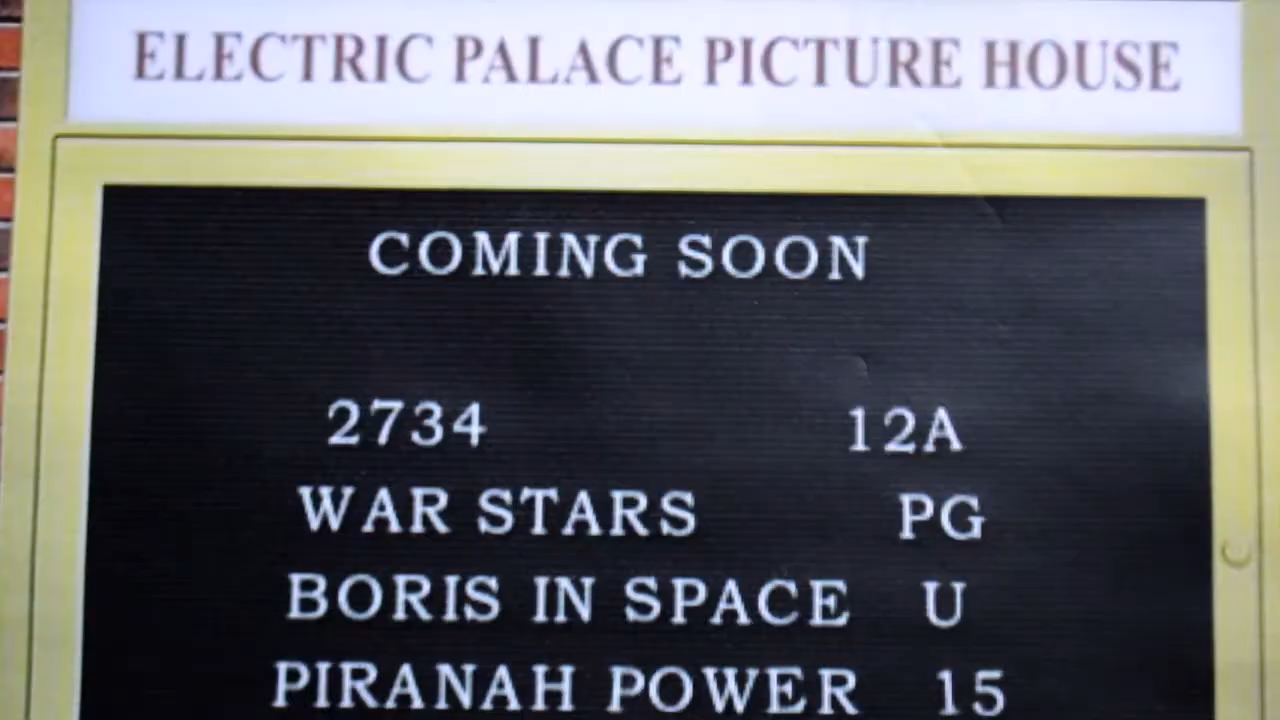 ELECTRIC PALACE PICTURE HOUSE
COMING SOON
2734 12A
WAR STARS PG
BORIS IN SPACE U
PIRANAH POWER 15